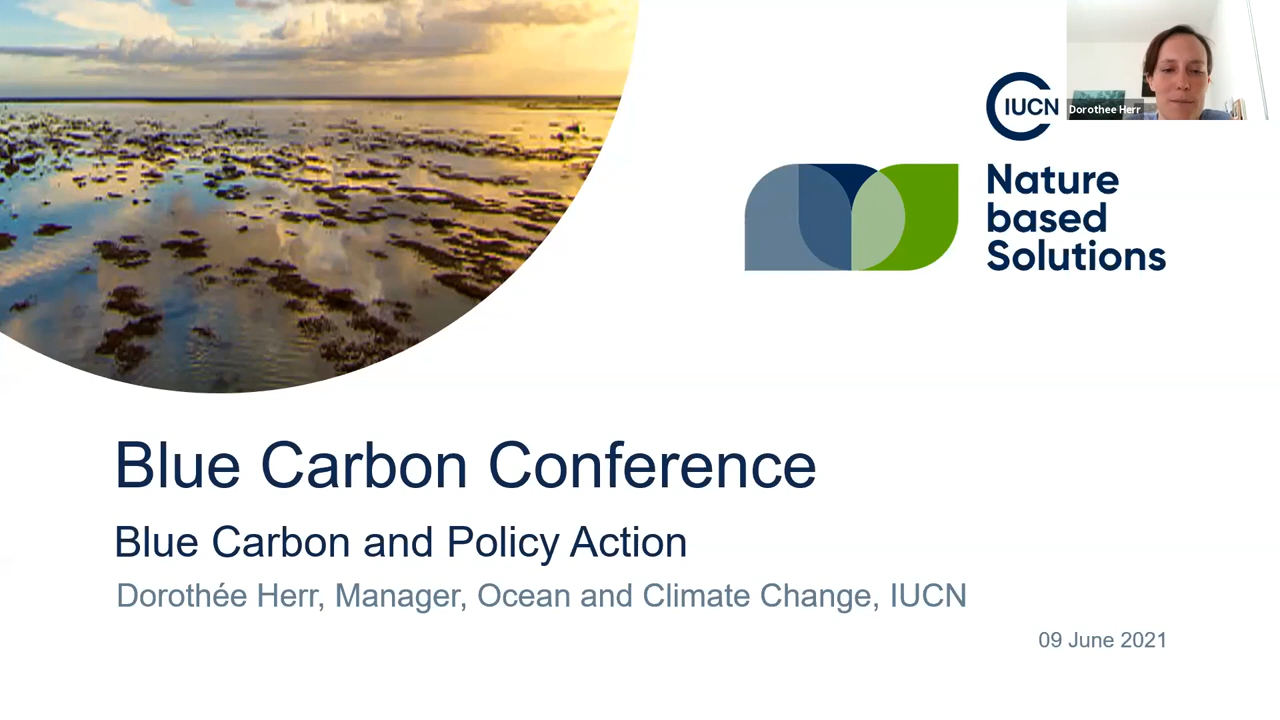 IUCN
Dorothee Herr
Nature
based
Solutions
Blue Carbon Conference
Blue Carbon and Policy Action
Dorothée Herr, Manager, Ocean and Climate Change, IUCN
09 June 2021